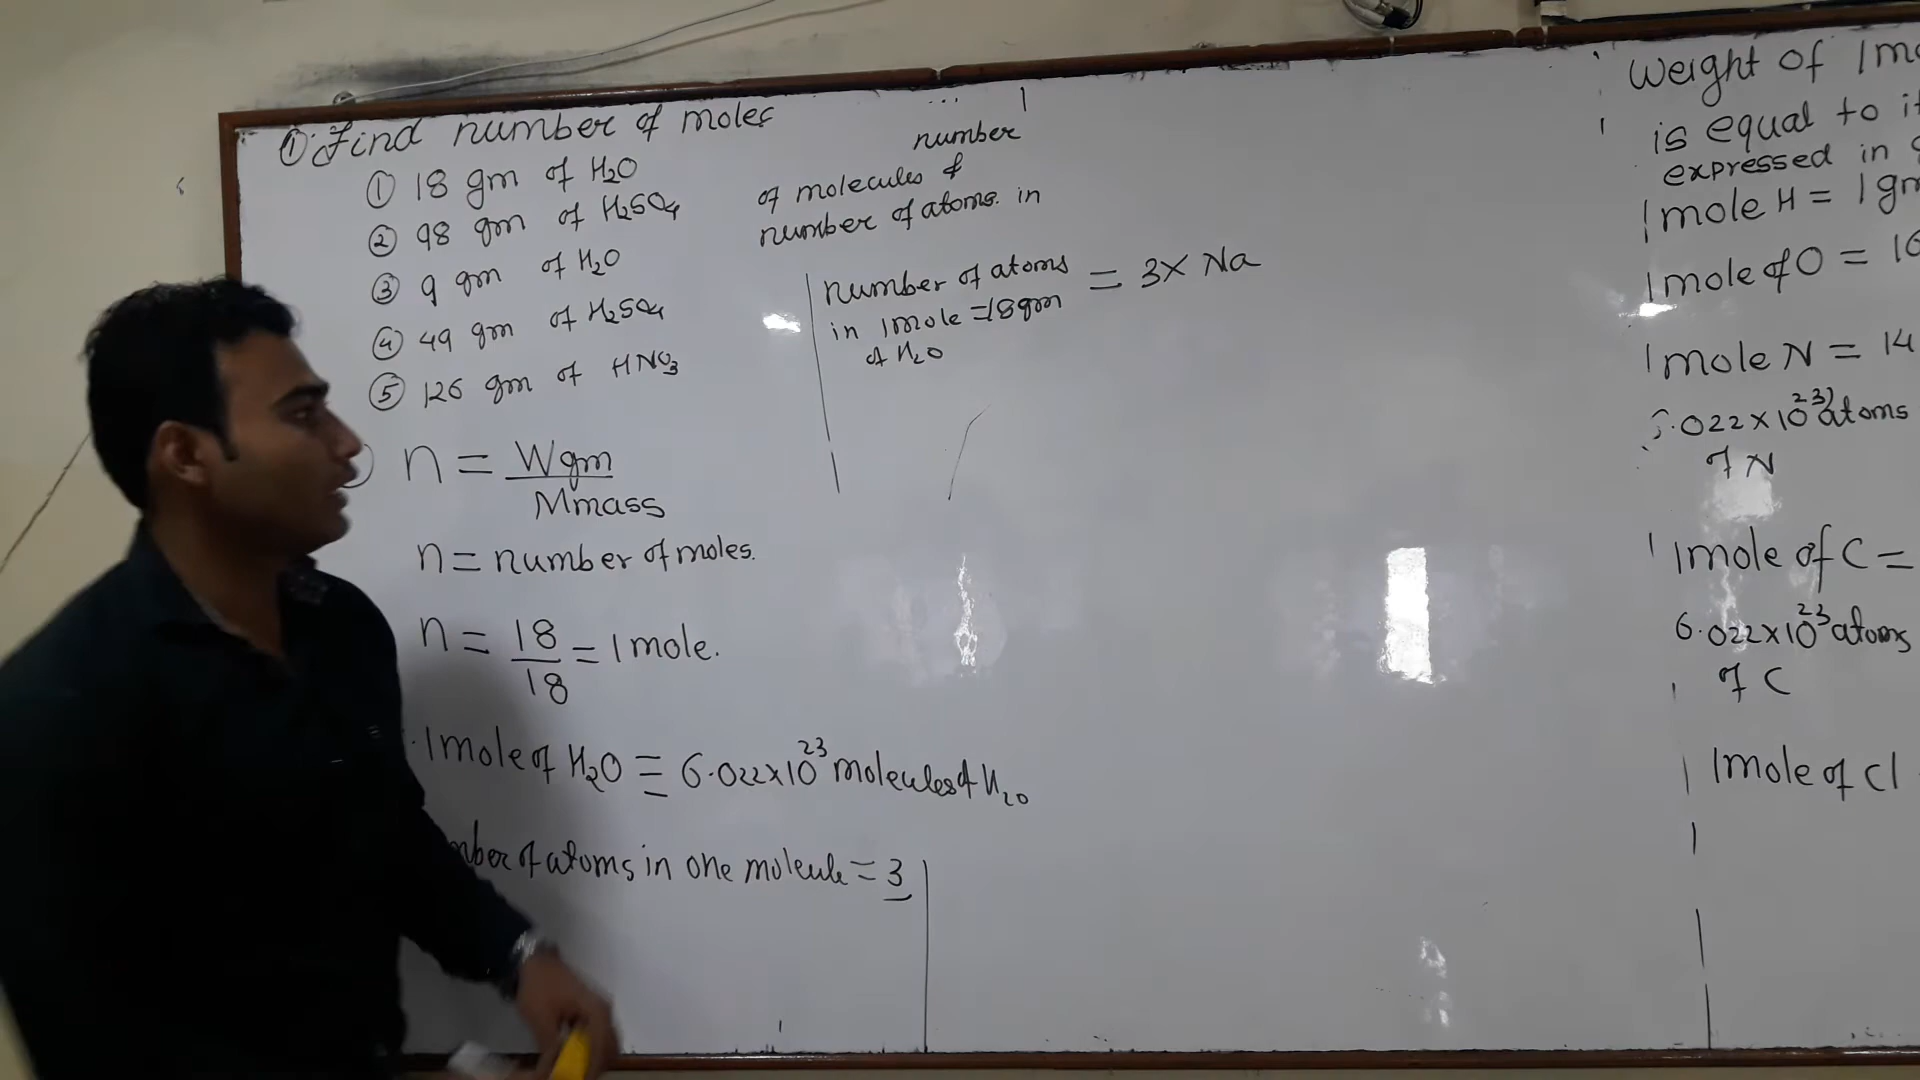 ① Find number of moles number
of molecules &
number of atoms in
① 18 gm of H₂O
② 98 gm of H₂SO₄
③ 9 gm of H₂O
④ 49 gm of H₂SO₄
⑤ 126 gm of HNO₃
n = Wgm / Mmass
n = number of moles.
n = 18/18 = 1 mole.
1 mole of H₂O ≡ 6.022×10²³ molecules of H₂O
of atoms in one molecule = 3
number of atoms = 3× Na
in 1mole = 18gm
of H₂O
Weight of 1
is equal to
expressed in
1 mole H = 1 gm
1 mole of O =
1 mole N = 14
.022×10²³ atoms
of N
1 mole of C =
6.022×10²³ atoms
of C
1 mole of Cl